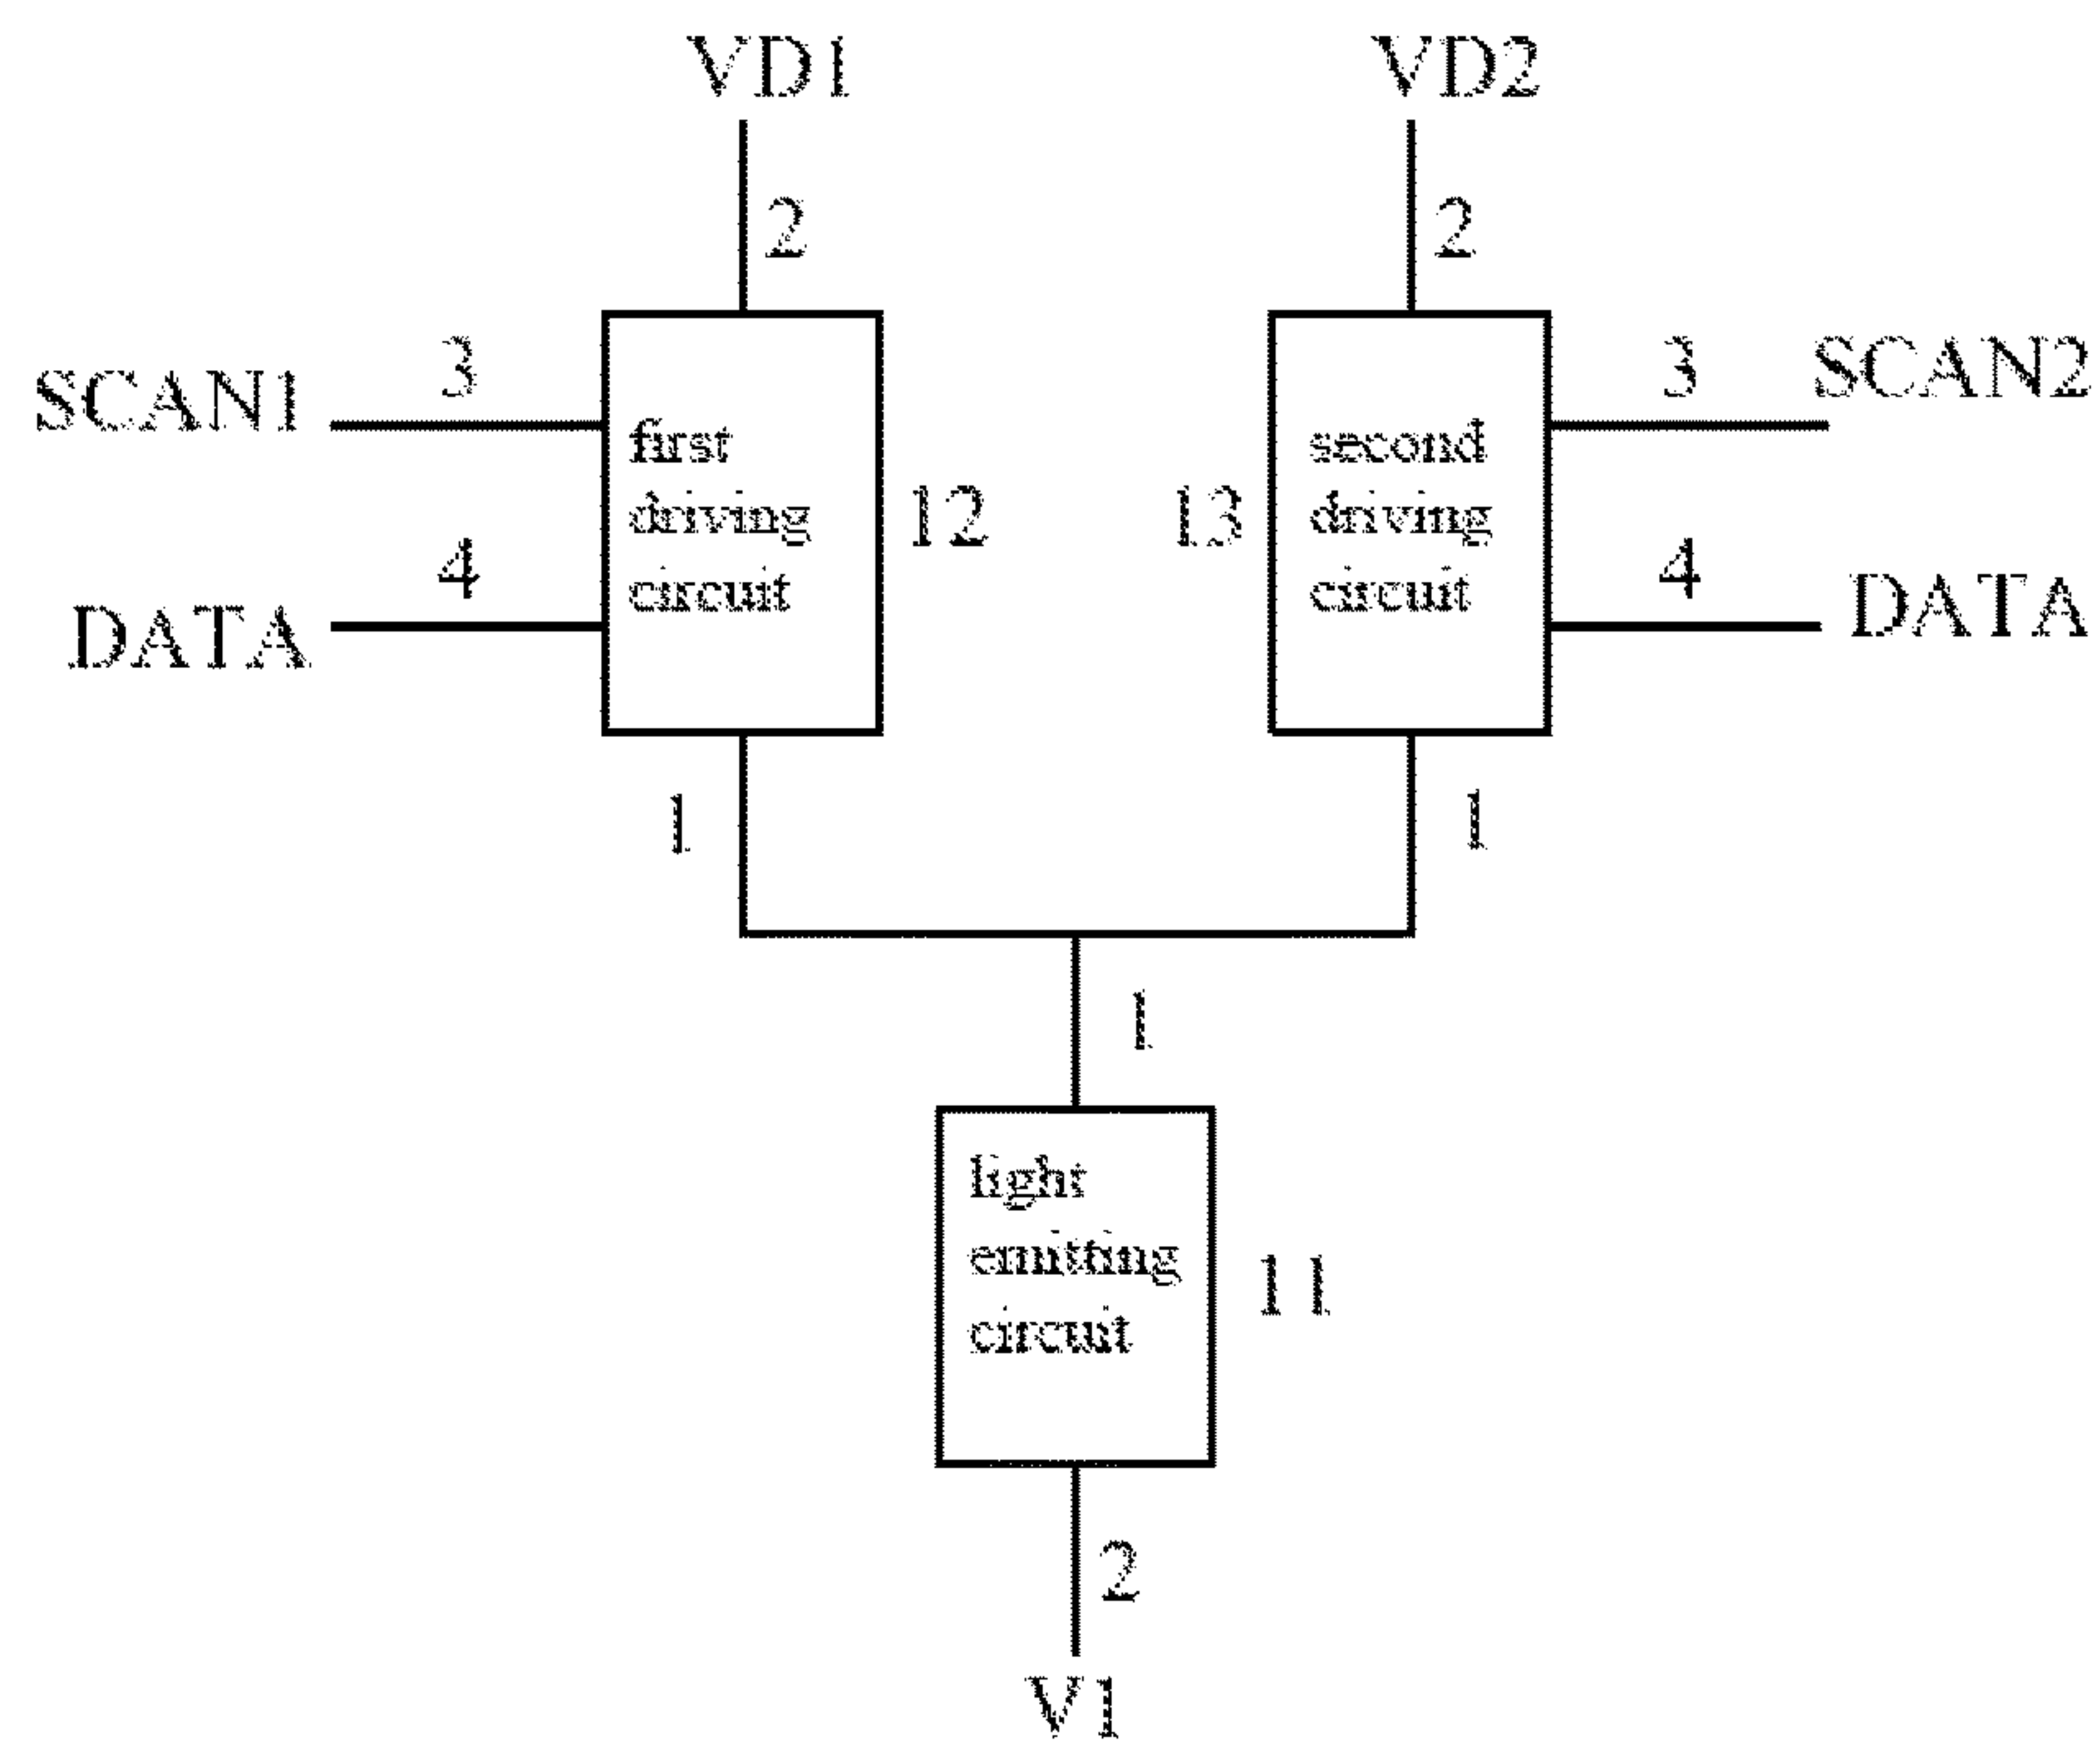 VD1
VD2
2
2
3
3
SCAN1
SCAN2
first
driving
circuit
second
driving
circuit
12
13
4
4
DATA
DATA
1
1
1
light
emitting
circuit
11
2
V1